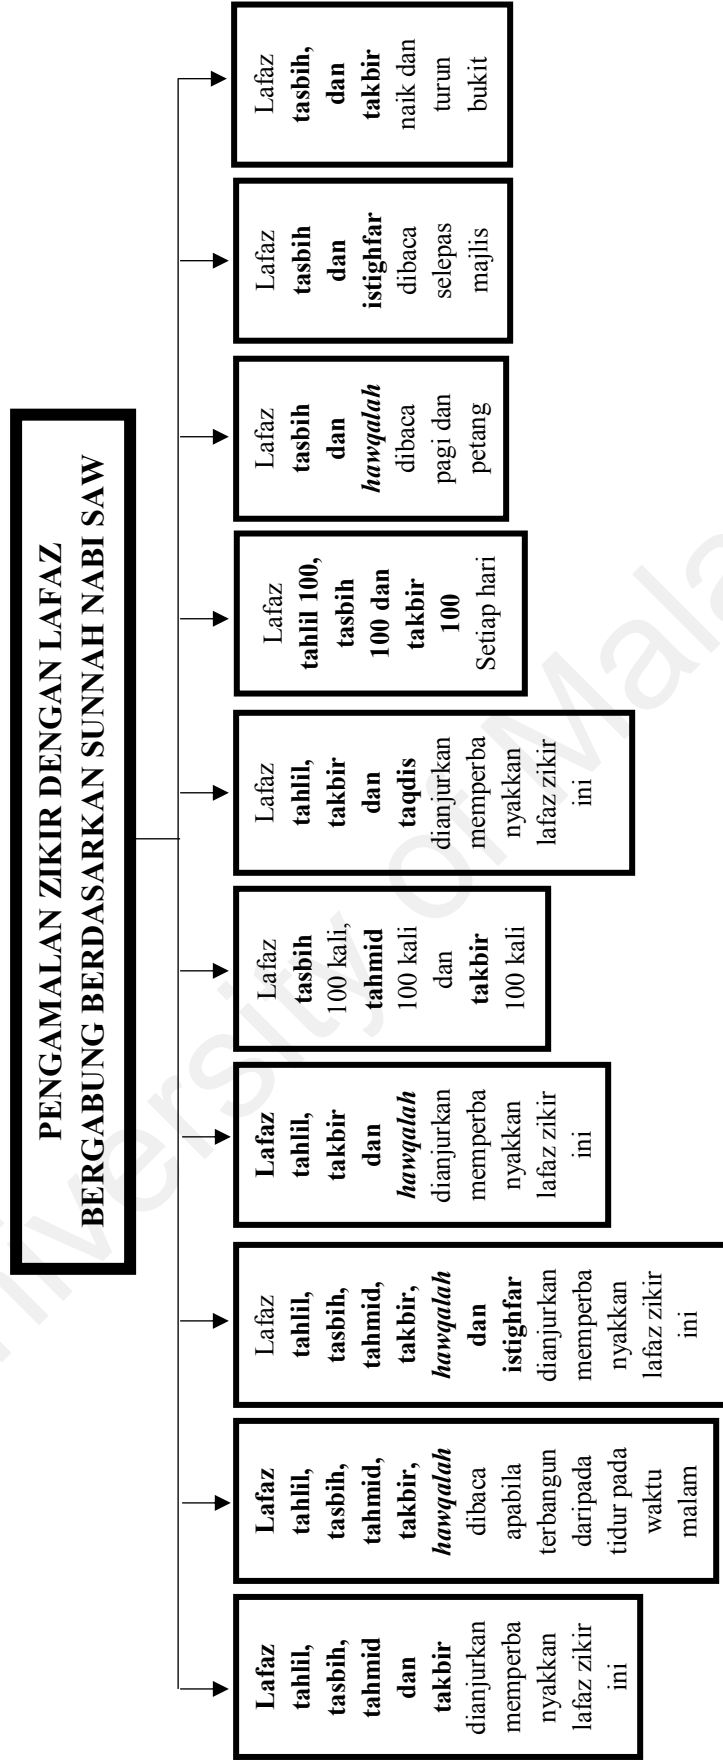 PENGAMALAN ZIKIR DENGAN LAFAZ
BERGABUNG BERDASARKAN SUNNAH NABI SAW
Lafaz
tahlil,
tasbih,
tahmid
dan
takbir
dianjurkan
memperba
nyakkan
lafaz zikir
ini
Lafaz
tahlil,
tasbih,
tahmid,
takbir,
hawqalah
dibaca
apabila
terbangun
daripada
tidur pada
waktu
malam
Lafaz
tahlil,
tasbih,
tahmid,
takbir,
hawqalah
dan
istighfar
dianjurkan
memperba
nyakkan
lafaz zikir
ini
Lafaz
tahlil,
takbir
dan
hawqalah
dianjurkan
memperba
nyakkan
lafaz zikir
ini
Lafaz
tasbih
100 kali,
tahmid
100 kali
dan
takbir
100 kali
Lafaz
tahlil,
takbir
dan
taqdis
dianjurkan
memperba
nyakkan
lafaz zikir
ini
Lafaz
tahlil 100,
tasbih
100 dan
takbir
100
Setiap hari
Lafaz
tasbih
dan
hawqalah
dibaca
pagi dan
petang
Lafaz
tasbih
dan
istighfar
dibaca
selepas
majlis
Lafaz
tasbih,
dan
takbir
naik dan
turun
bukit